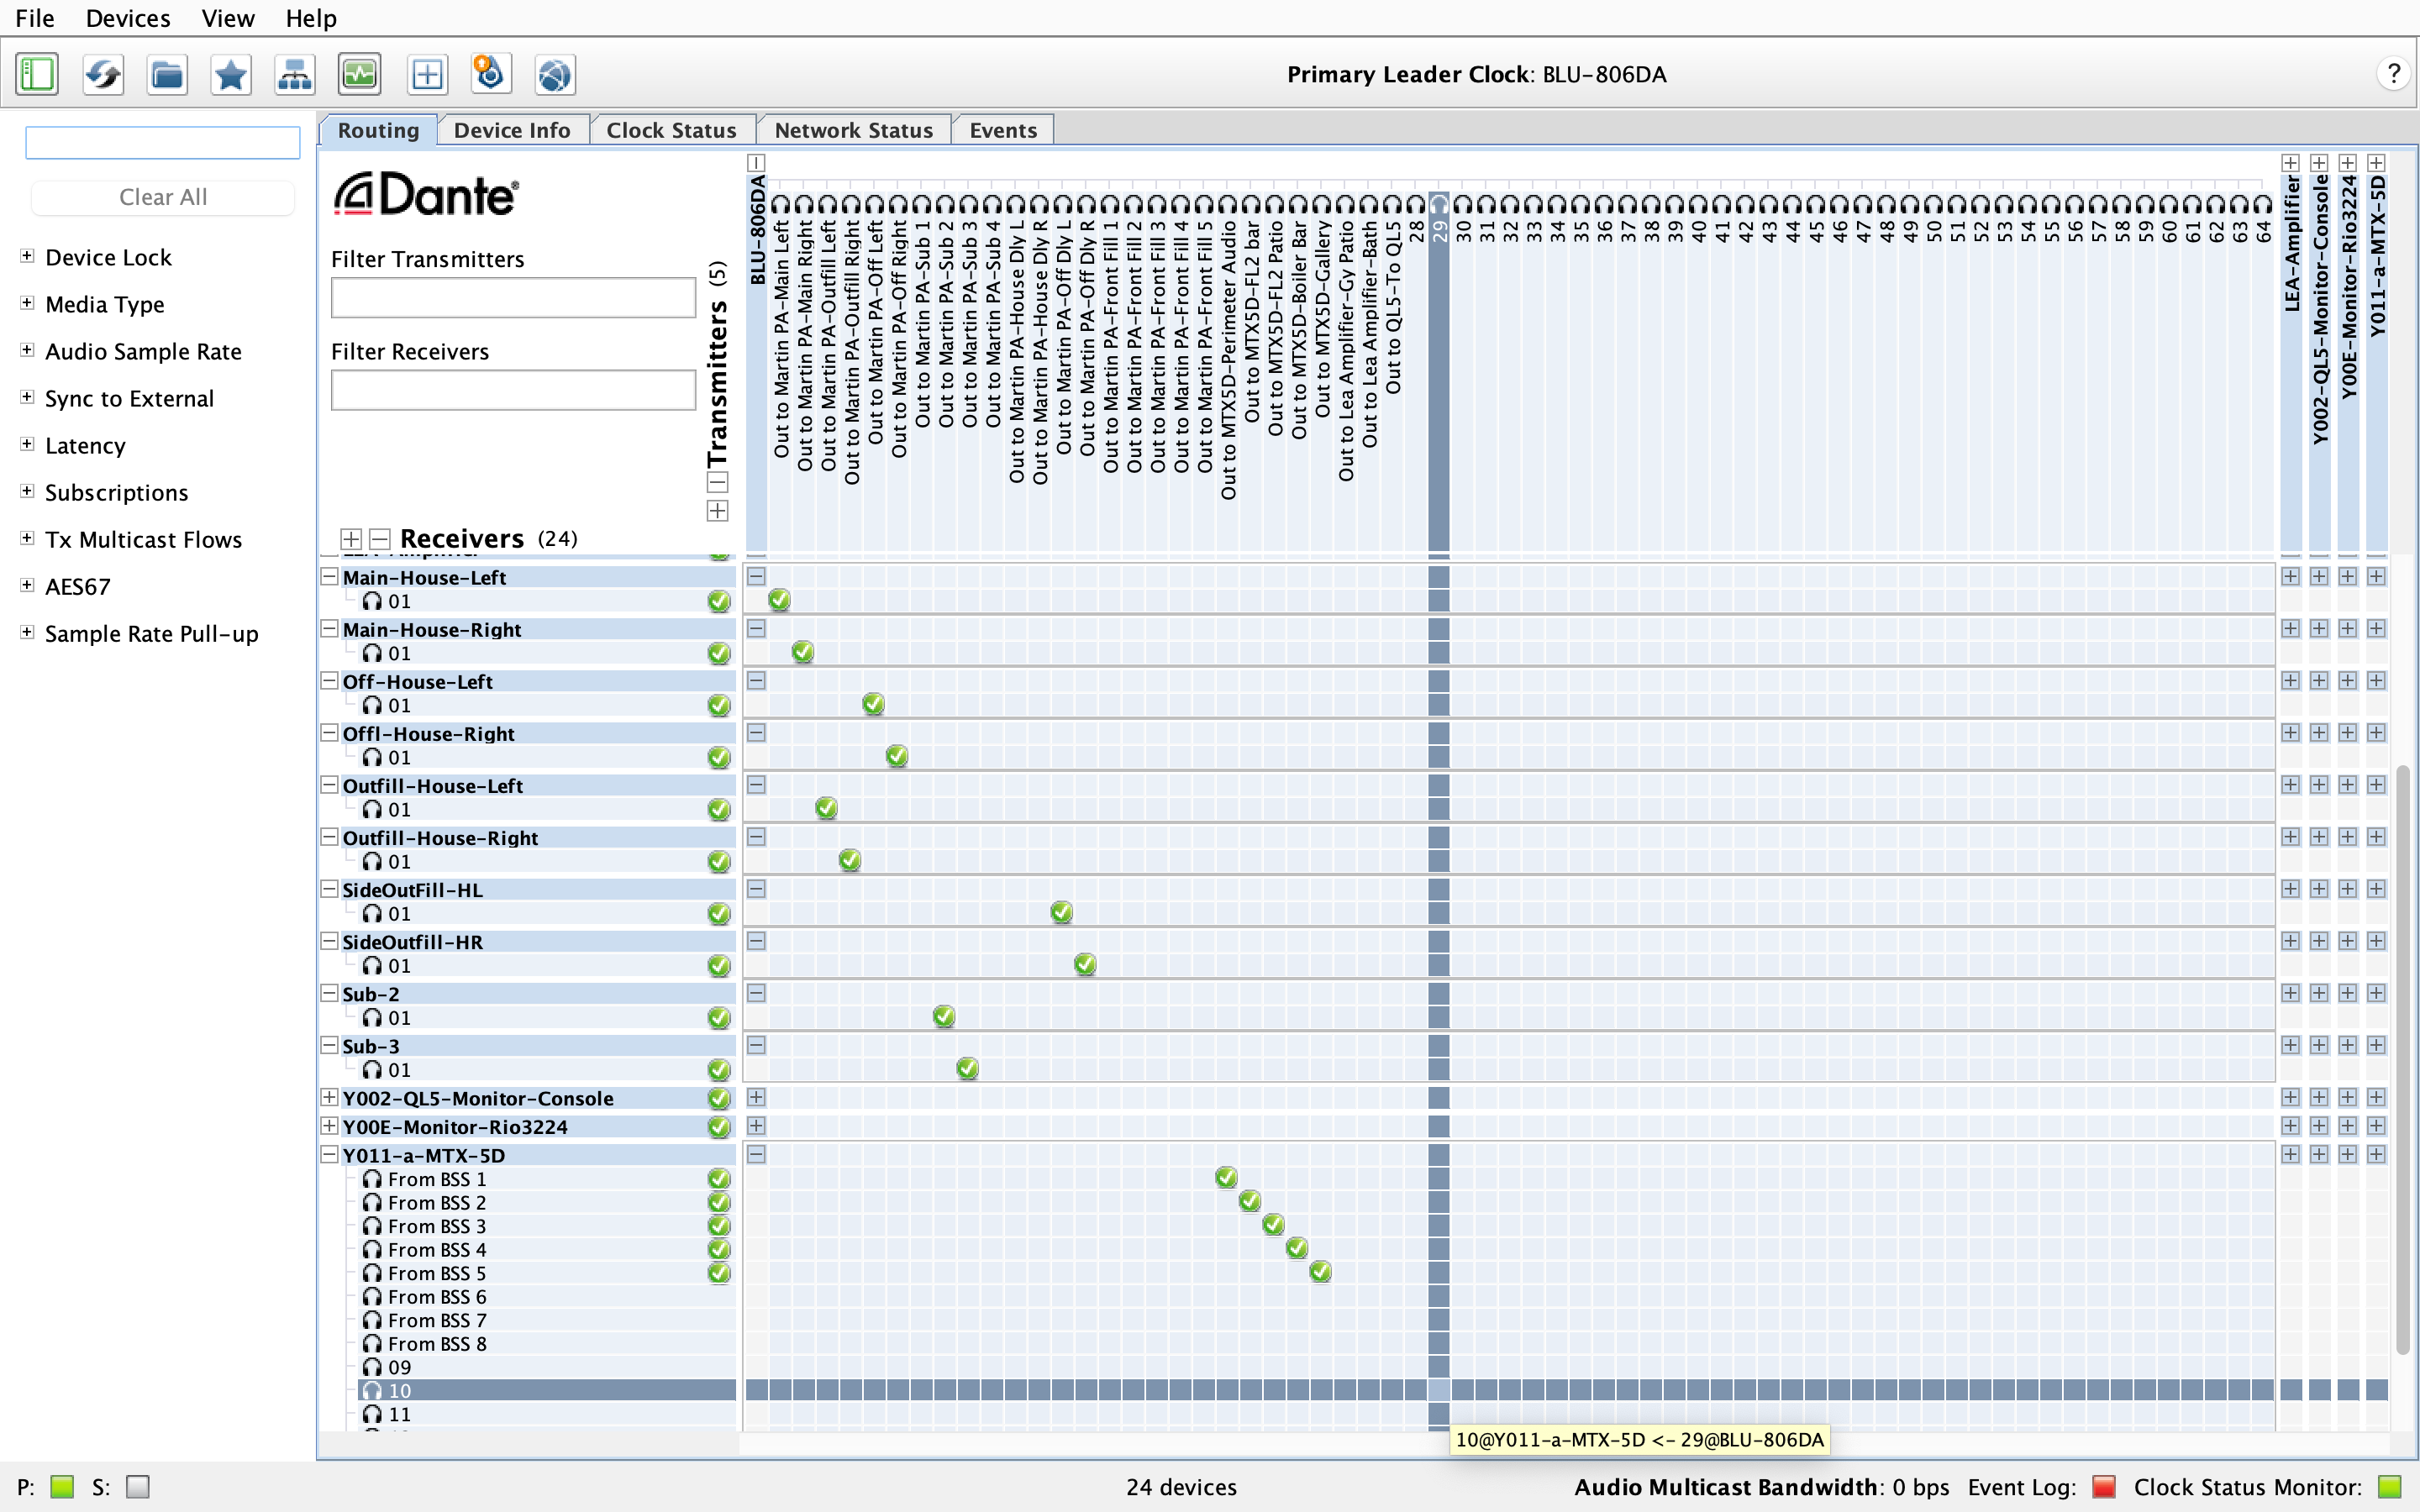 File Devices View Help
Primary Leader Clock: BLU-806DA
?
Routing Device Info Clock Status Network Status Events
Clear All
Device Lock
Media Type
Audio Sample Rate
Sync to External
Latency
Subscriptions
Tx Multicast Flows
AES67
Sample Rate Pull-up
Dante®
Filter Transmitters
Filter Receivers
Transmitters (5)
Receivers (24)
BLU-806DA
Out to Martin PA-Main Left
Out to Martin PA-Main Right
Out to Martin PA-Outfill Left
Out to Martin PA-Outfill Right
Out to Martin PA-Off Left
Out to Martin PA-Off Right
Out to Martin PA-Sub 1
Out to Martin PA-Sub 2
Out to Martin PA-Sub 3
Out to Martin PA-Sub 4
Out to Martin PA-House Dly L
Out to Martin PA-House Dly R
Out to Martin PA-Off Dly L
Out to Martin PA-Off Dly R
Out to Martin PA-Front Fill 1
Out to Martin PA-Front Fill 2
Out to Martin PA-Front Fill 3
Out to Martin PA-Front Fill 4
Out to Martin PA-Front Fill 5
Out to MTX5D-Perimeter Audio
Out to MTX5D-FL2 bar
Out to MTX5D-FL2 Patio
Out to MTX5D-Boiler Bar
Out to MTX5D-Gallery
Out to Lea Amplifier-Gy Patio
Out to Lea Amplifier-Bath
Out to QL5-To QL5
28
29
30
31
32
33
34
35
36
37
38
39
40
41
42
43
44
45
46
47
48
49
50
51
52
53
54
55
56
57
58
59
60
61
62
63
64
LEA-Amplifier
Y002-QL5-Monitor-Console
Y00E-Monitor-Rio3224
Y011-a-MTX-5D
Main-House-Left
01
Main-House-Right
01
Off-House-Left
01
Offl-House-Right
01
Outfill-House-Left
01
Outfill-House-Right
01
SideOutFill-HL
01
SideOutfill-HR
01
Sub-2
01
Sub-3
01
Y002-QL5-Monitor-Console
Y00E-Monitor-Rio3224
Y011-a-MTX-5D
From BSS 1
From BSS 2
From BSS 3
From BSS 4
From BSS 5
From BSS 6
From BSS 7
From BSS 8
09
10
11
10@Y011-a-MTX-5D <- 29@BLU-806DA
P: S: 24 devices Audio Multicast Bandwidth: 0 bps Event Log: Clock Status Monitor: